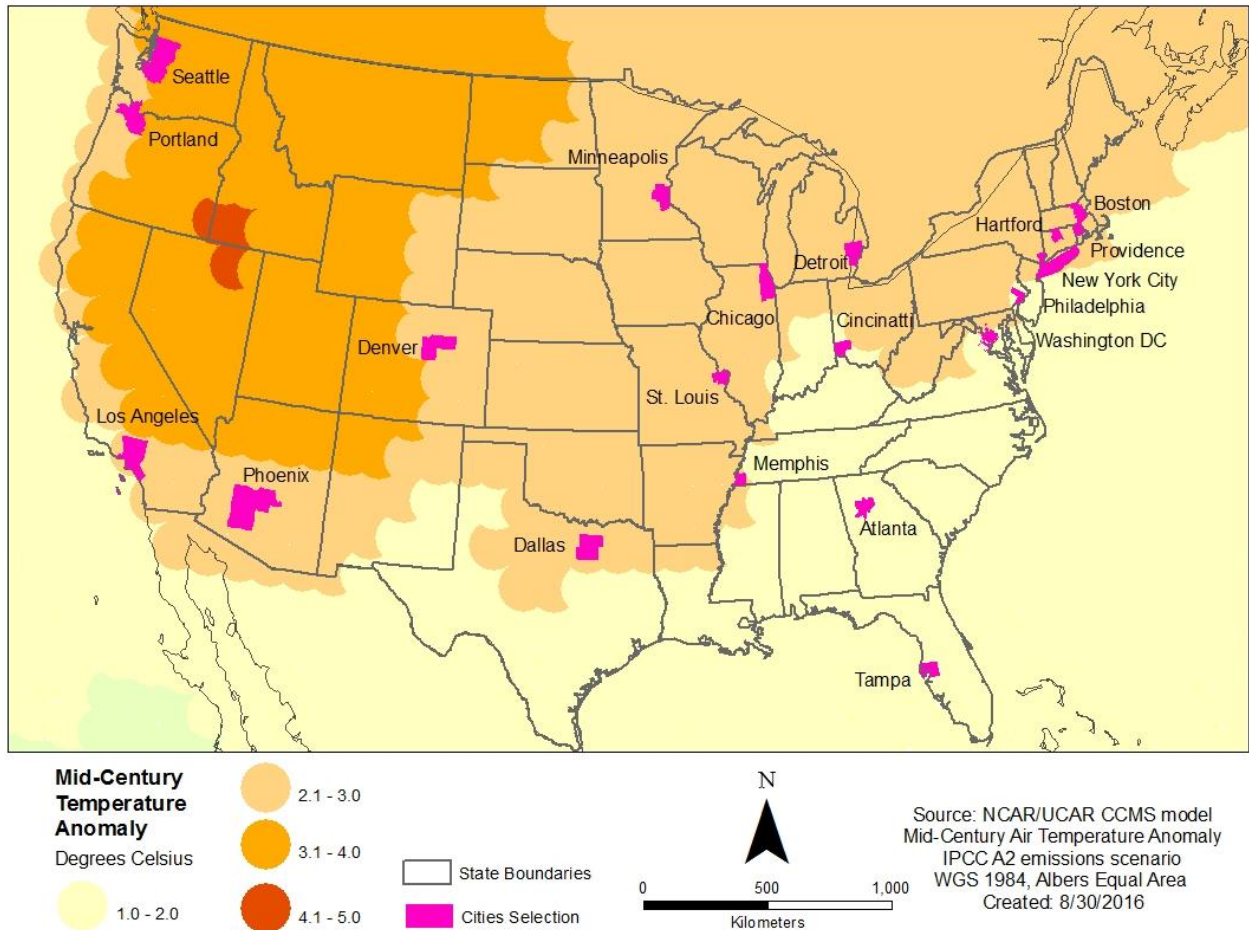 Seattle
Portland
Minneapolis
Boston
Hartford
Detroit
Providence
New York City
Chicago
Cincinatti
Philadelphia
Denver
Washington DC
St. Louis
Los Angeles
Memphis
Phoenix
Atlanta
Dallas
Tampa
Mid-Century
Temperature
Anomaly
Degrees Celsius
1.0 - 2.0
2.1 - 3.0
3.1 - 4.0
4.1 - 5.0
State Boundaries
Cities Selection
N
0 500 1,000
Kilometers
Source: NCAR/UCAR CCMS model
Mid-Century Air Temperature Anomaly
IPCC A2 emissions scenario
WGS 1984, Albers Equal Area
Created: 8/30/2016